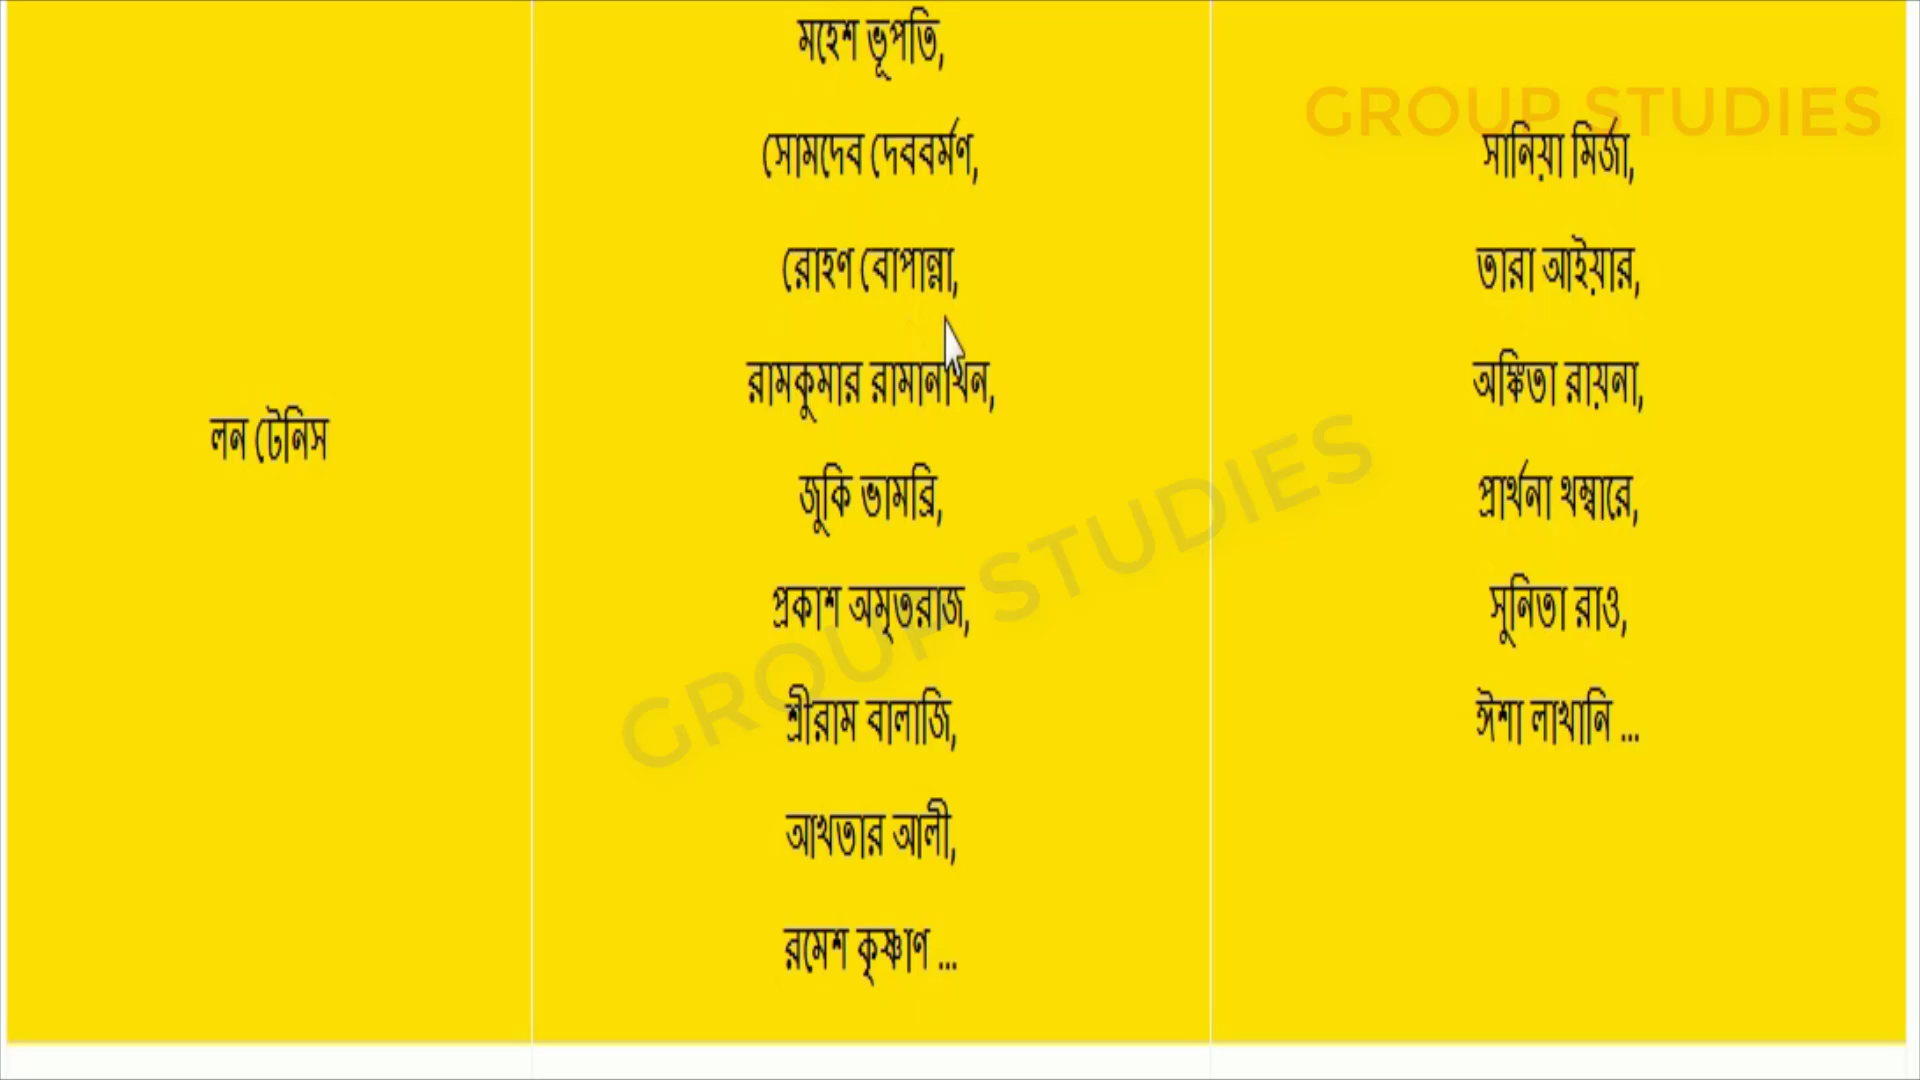 মহেশ ভূপতি,
সোমদেব দেববর্মণ,
রোহণ বোপান্না,
রামকুমার রামানাথন,
লন টেনিস
জুকি ভামব্রি,
প্রকাশ অমৃতরাজ,
শ্রীরাম বালাজি,
আখতার আলী,
রমেশ কৃষ্ণাণ ...
GROUP STUDIES
সানিয়া মির্জা,
তারা আইয়ার,
অঙ্কিতা রায়না,
প্রার্থনা থম্বারে,
সুনিতা রাও,
ঈশা লাখানি ...
GROUP STUDIES